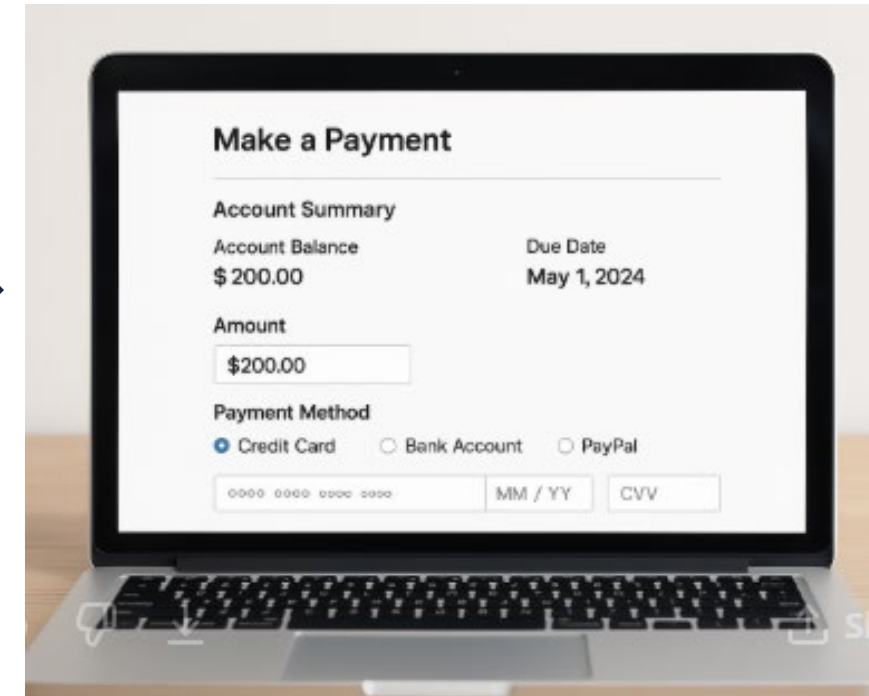 Make a Payment
Account Summary
Account Balance Due Date
$ 200.00 May 1, 2024
Amount
$200.00
Payment Method
Credit Card Bank Account PayPal
0000 0000 0000 0000 MM / YY CVV